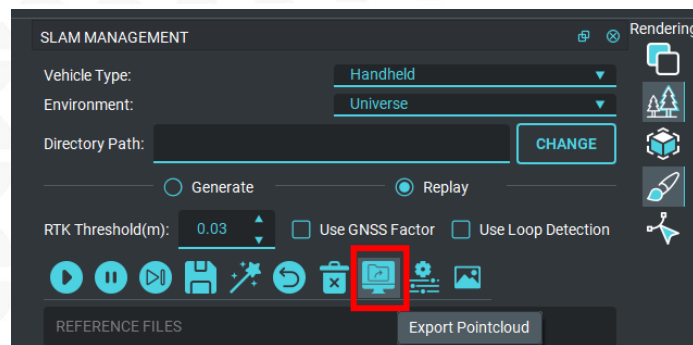 SLAM MANAGEMENT
Rendering
Vehicle Type: Handheld
Environment: Universe
Directory Path: CHANGE
Generate Replay
RTK Threshold(m): 0.03 Use GNSS Factor Use Loop Detection
REFERENCE FILES
Export Pointcloud